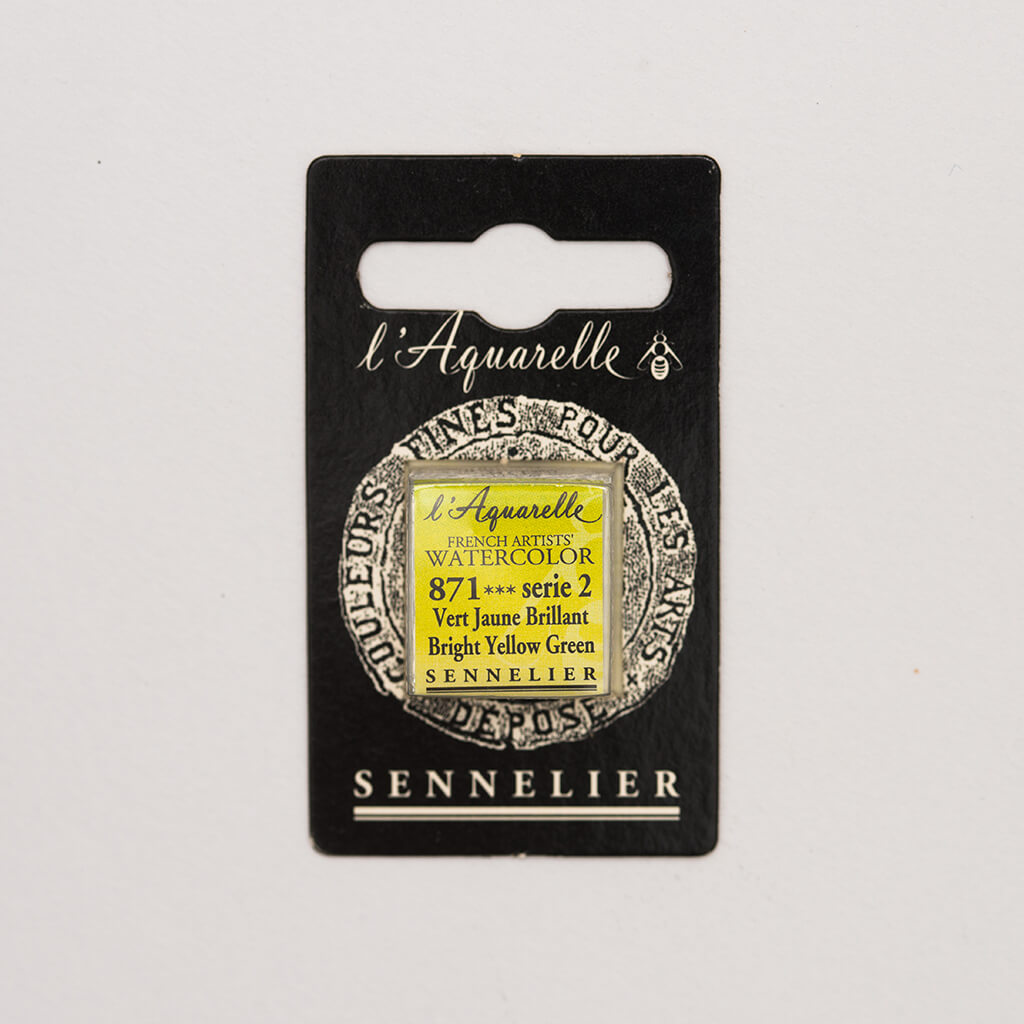 l'Aquarelle
COULEURS FINES POUR LES ARTS
DÉPOSÉ
l'Aquarelle
FRENCH ARTISTS'
WATERCOLOR
871*** serie 2
Vert Jaune Brillant
Bright Yellow Green
SENNELIER
SENNELIER